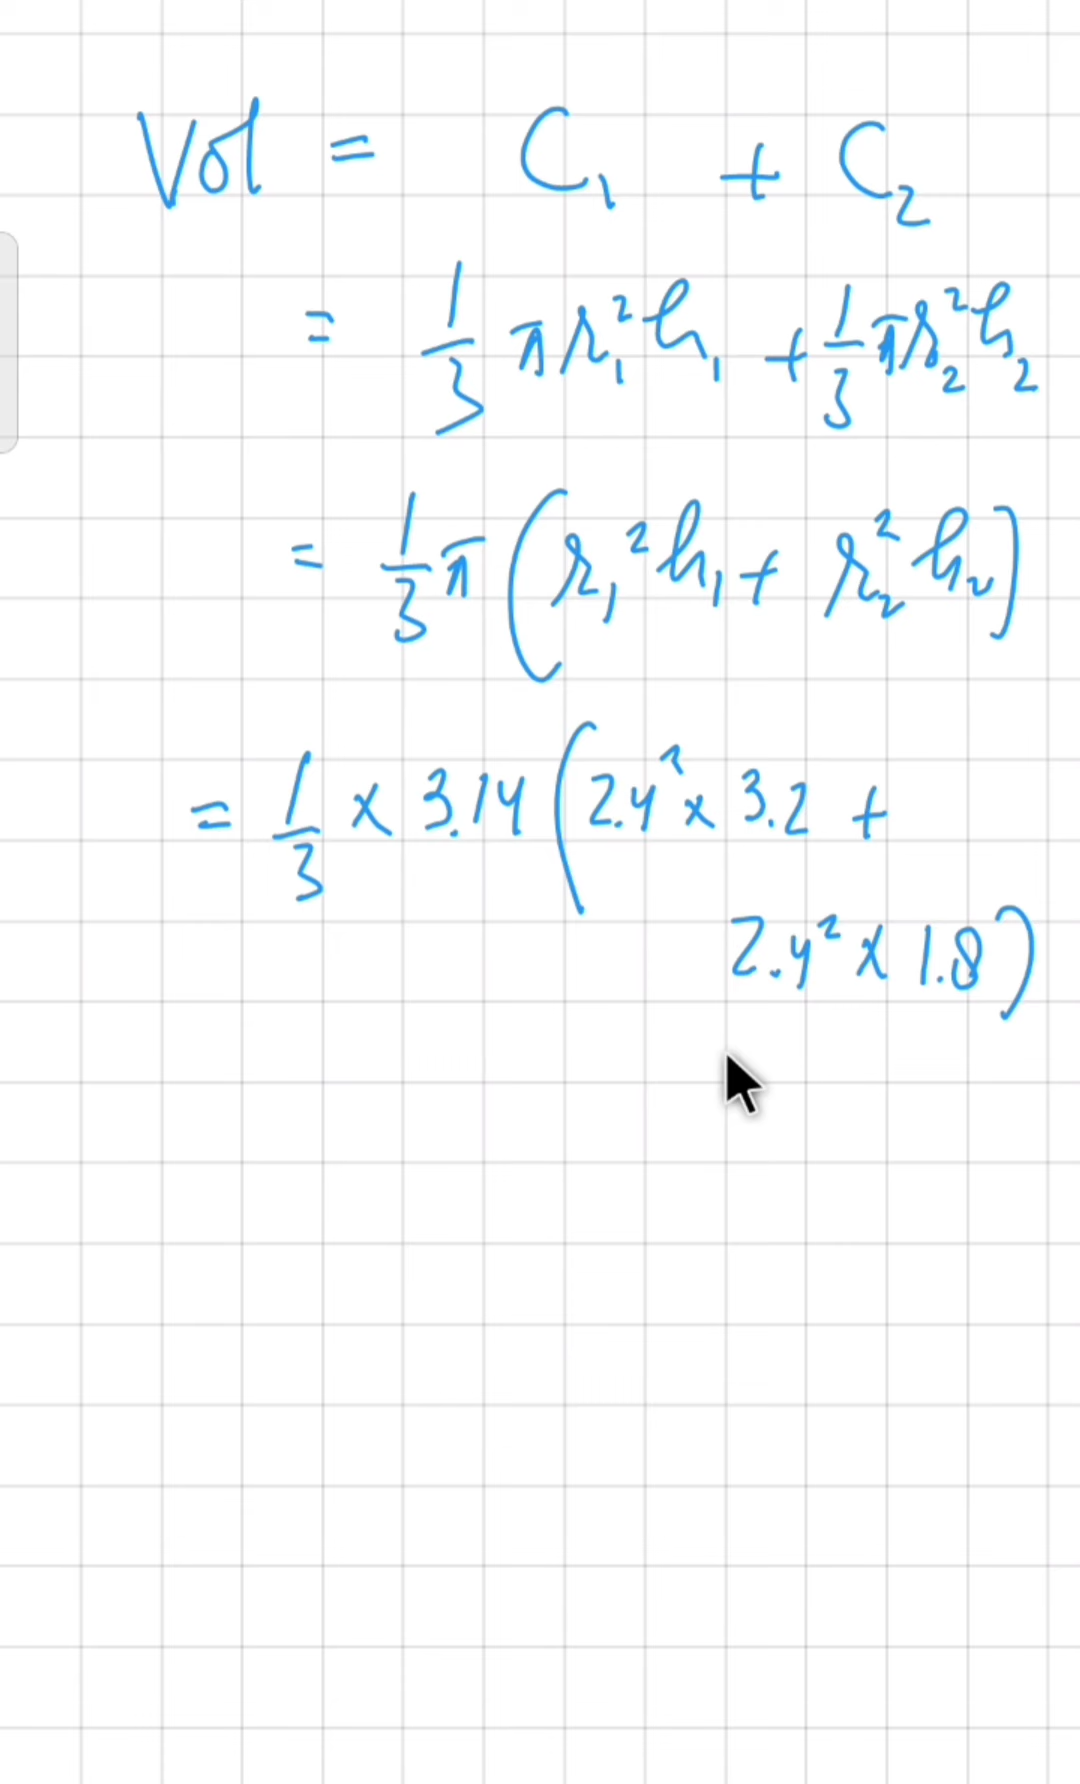 Vol = C₁ + C₂
= 1/3 πr₁²h₁ + 1/3 πr₂²h₂
= 1/3 π(r₁²h₁ + r₂²h₂)
= 1/3 × 3.14 (2.4² × 3.2 +
2.4² × 1.8)